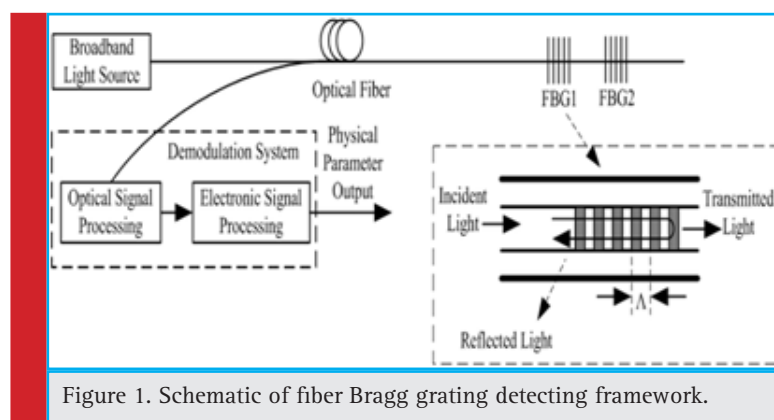 Broadband
Light Source
Optical Fiber
FBG1
FBG2
Demodulation System
Physical
Parameter
Output
Optical Signal
Processing
Electronic Signal
Processing
Incident
Light
Transmitted
Light
Λ
Reflected Light
Figure 1. Schematic of fiber Bragg grating detecting framework.